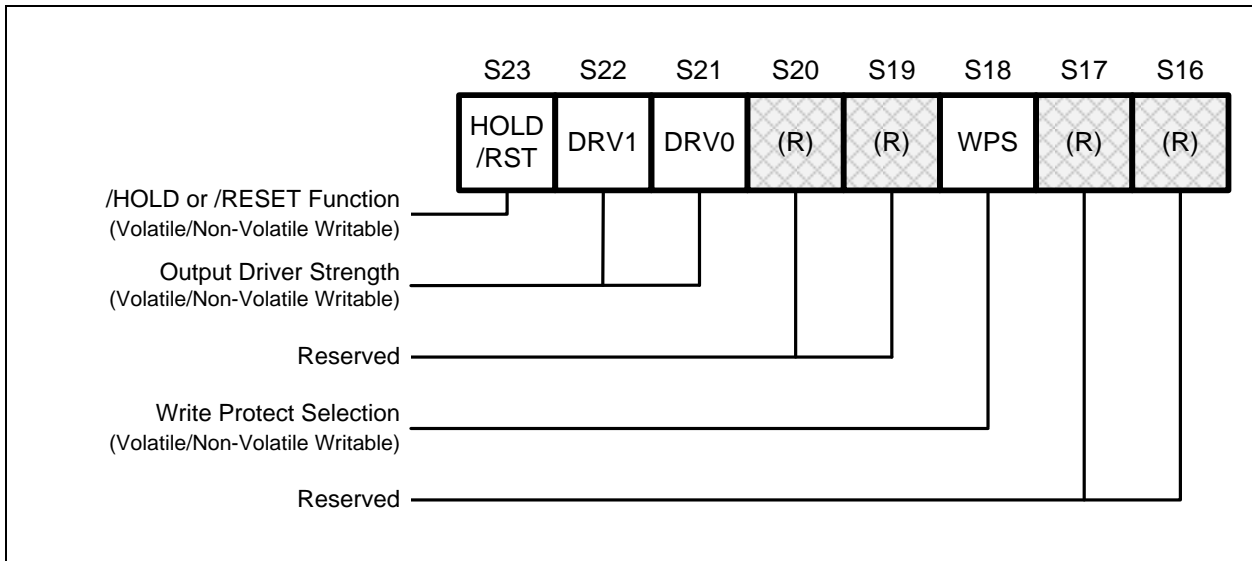 S23 S22 S21 S20 S19 S18 S17 S16
HOLD
/RST
DRV1 DRV0 (R) (R) WPS (R) (R)
/HOLD or /RESET Function
(Volatile/Non-Volatile Writable)
Output Driver Strength
(Volatile/Non-Volatile Writable)
Reserved
Write Protect Selection
(Volatile/Non-Volatile Writable)
Reserved